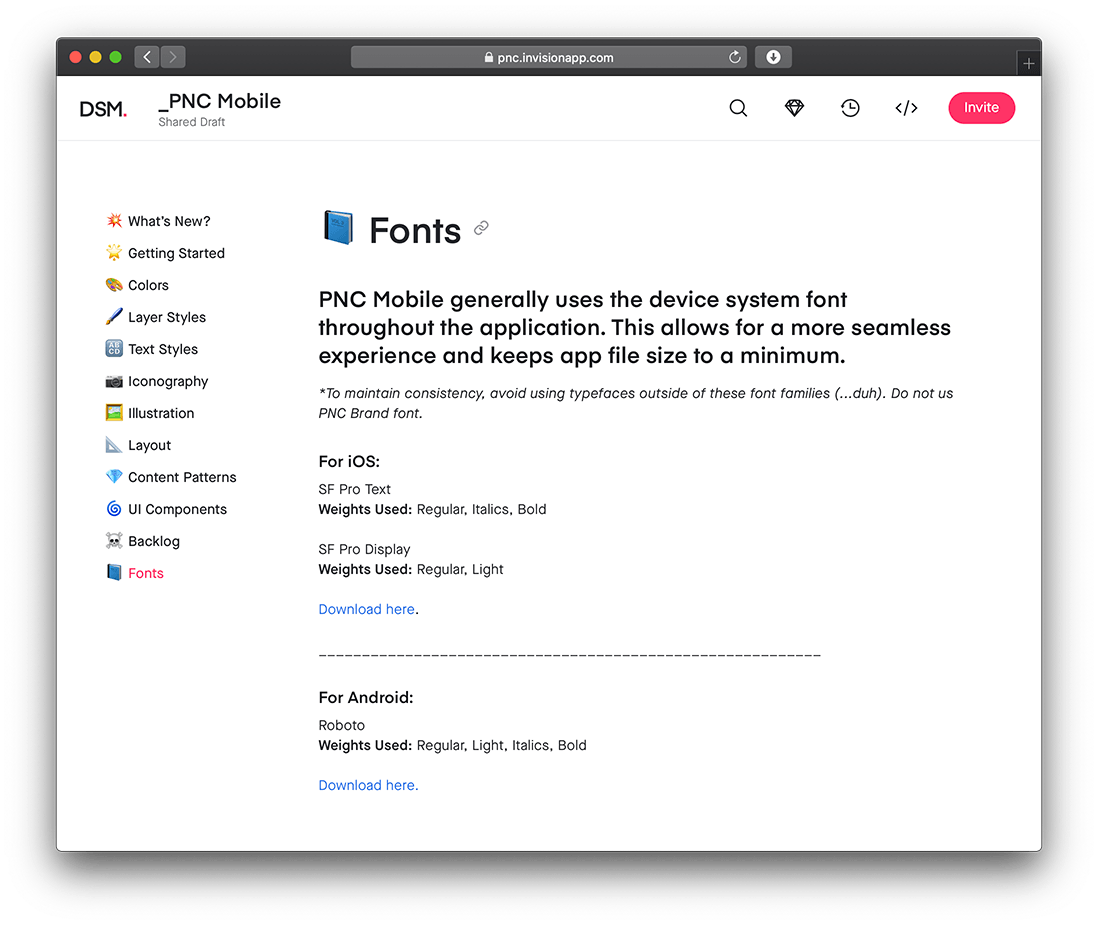 pnc.invisionapp.com
DSM.
_PNC Mobile
Shared Draft
</>
Invite
What's New?
Getting Started
Colors
Layer Styles
Text Styles
Iconography
Illustration
Layout
Content Patterns
UI Components
Backlog
Fonts
Fonts
PNC Mobile generally uses the device system font
throughout the application. This allows for a more seamless
experience and keeps app file size to a minimum.
*To maintain consistency, avoid using typefaces outside of these font families (...duh). Do not us
PNC Brand font.
For iOS:
SF Pro Text
Weights Used: Regular, Italics, Bold
SF Pro Display
Weights Used: Regular, Light
Download here.
__________________________________________________________
For Android:
Roboto
Weights Used: Regular, Light, Italics, Bold
Download here.